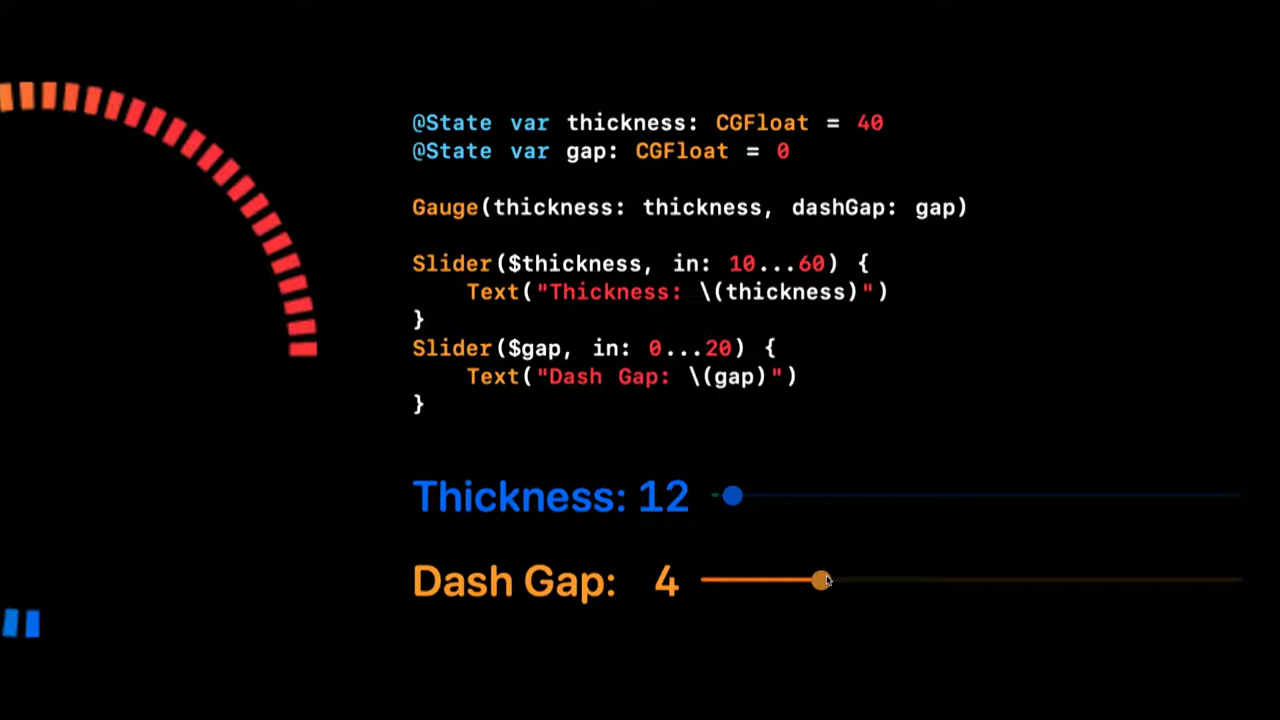 @State var thickness: CGFloat = 40
@State var gap: CGFloat = 0
Gauge(thickness: thickness, dashGap: gap)
Slider($thickness, in: 10...60) {
    Text("Thickness: \(thickness)")
}
Slider($gap, in: 0...20) {
    Text("Dash Gap: \(gap)")
}
Thickness: 12
Dash Gap: 4